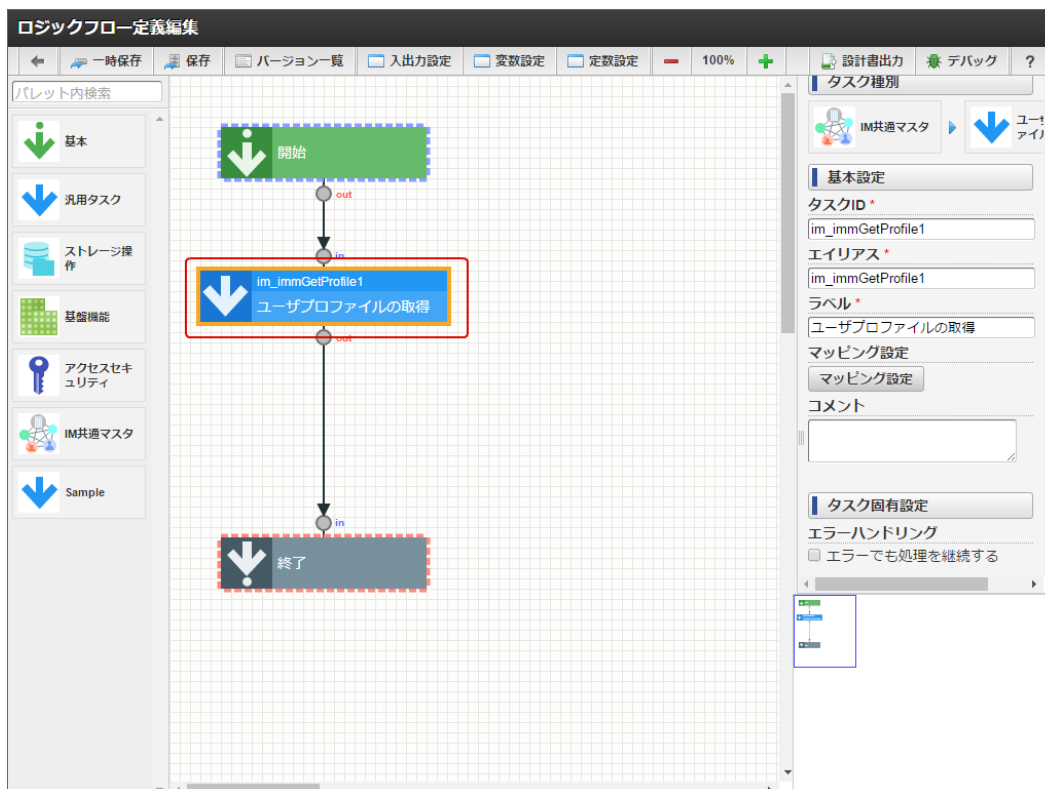 ロジックフロー定義編集
一時保存 保存 バージョン一覧 入出力設定 変数設定 定数設定 100% 設計書出力 デバッグ ?
パレット内検索
基本
汎用タスク
ストレージ操
作
基盤機能
アクセスセキ
ュリティ
IM共通マスタ
Sample
開始
out
in
im_immGetProfile1
ユーザプロファイルの取得
out
in
終了
タスク種別
IM共通マスタ
基本設定
タスクID *
im_immGetProfile1
エイリアス *
im_immGetProfile1
ラベル *
ユーザプロファイルの取得
マッピング設定
マッピング設定
コメント
タスク固有設定
エラーハンドリング
エラーでも処理を継続する